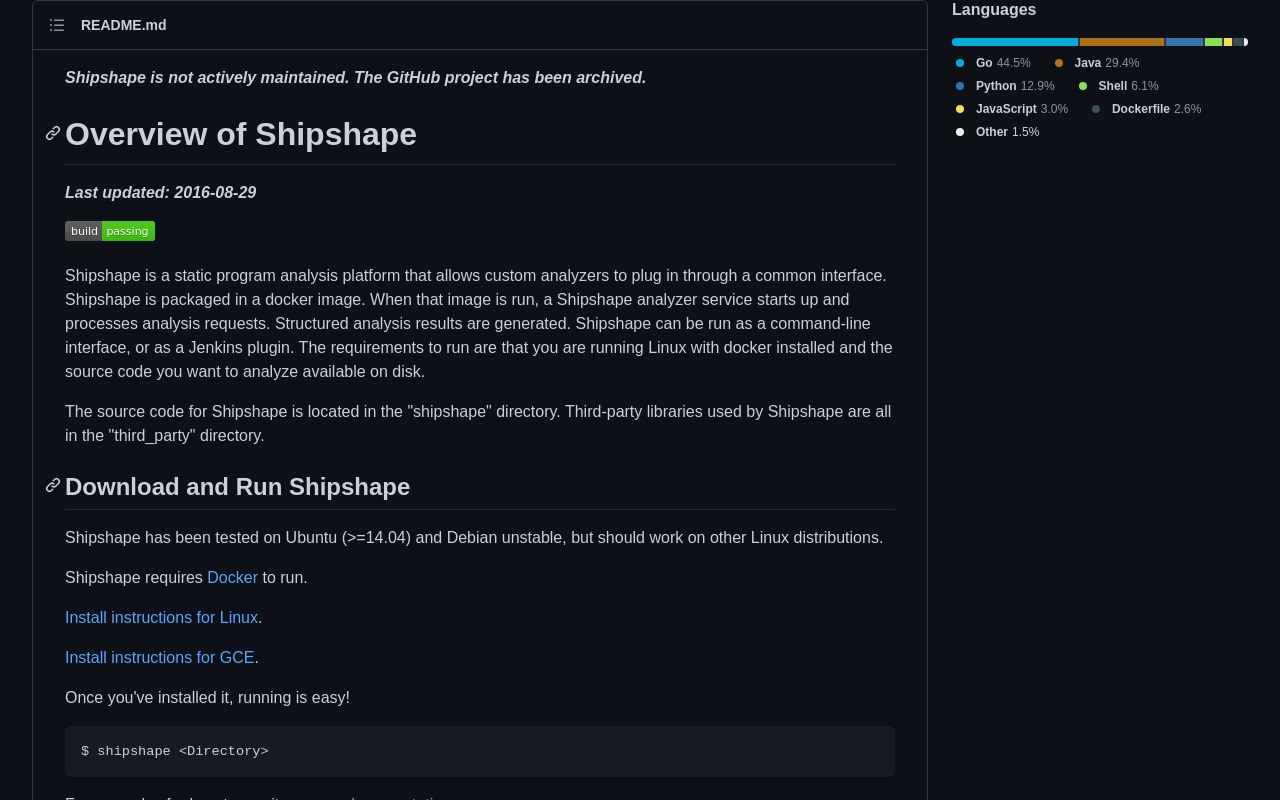 README.md
Shipshape is not actively maintained. The GitHub project has been archived.
Overview of Shipshape
Last updated: 2016-08-29
build passing
Shipshape is a static program analysis platform that allows custom analyzers to plug in through a common interface.
Shipshape is packaged in a docker image. When that image is run, a Shipshape analyzer service starts up and
processes analysis requests. Structured analysis results are generated. Shipshape can be run as a command-line
interface, or as a Jenkins plugin. The requirements to run are that you are running Linux with docker installed and the
source code you want to analyze available on disk.
The source code for Shipshape is located in the "shipshape" directory. Third-party libraries used by Shipshape are all
in the "third_party" directory.
Download and Run Shipshape
Shipshape has been tested on Ubuntu (>=14.04) and Debian unstable, but should work on other Linux distributions.
Shipshape requires Docker to run.
Install instructions for Linux.
Install instructions for GCE.
Once you've installed it, running is easy!
$ shipshape <Directory>
Languages
Go 44.5% Java 29.4%
Python 12.9% Shell 6.1%
JavaScript 3.0% Dockerfile 2.6%
Other 1.5%